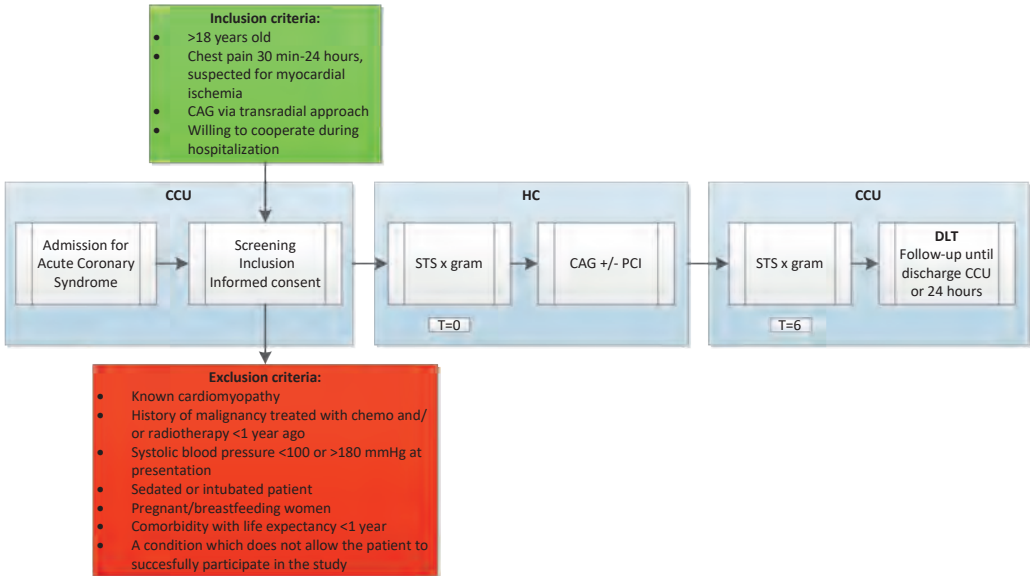 Inclusion criteria:
• >18 years old
• Chest pain 30 min-24 hours,
suspected for myocardial
ischemia
• CAG via transradial approach
• Willing to cooperate during
hospitalization
CCU
Admission for
Acute Coronary
Syndrome
Screening
Inclusion
Informed consent
HC
STS x gram
T=0
CAG +/- PCI
CCU
STS x gram
T=6
DLT
Follow-up until
discharge CCU
or 24 hours
Exclusion criteria:
• Known cardiomyopathy
• History of malignancy treated with chemo and/
or radiotherapy <1 year ago
• Systolic blood pressure <100 or >180 mmHg at
presentation
• Sedated or intubated patient
• Pregnant/breastfeeding women
• Comorbidity with life expectancy <1 year
• A condition which does not allow the patient to
succesfully participate in the study